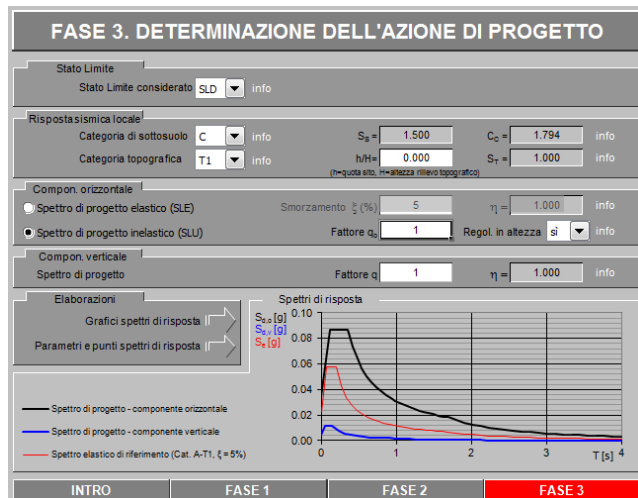 FASE 3. DETERMINAZIONE DELL'AZIONE DI PROGETTO
Stato Limite
Stato Limite considerato SLD info
Risposta sismica locale
Categoria di sottosuolo C info
S_S = 1.500 C_C = 1.794 info
Categoria topografica T1 info
h/H= 0.000 S_T = 1.000 info
(h=quota sito, H=altezza rilievo topografico)
Compon. orizzontale
Spettro di progetto elastico (SLE) Smorzamento ξ (%) 5 η = 1.000 info
Spettro di progetto inelastico (SLU) Fattore q_o 1 Regol. in altezza sì info
Compon. verticale
Spettro di progetto Fattore q 1 η = 1.000 info
Elaborazioni
Grafici spettri di risposta
Parametri e punti spettri di risposta
Spettri di risposta
S_d,o [g]
S_d,v [g]
S_e [g]
0.10
0.08
0.06
0.04
0.02
0.00
0 1 2 3 4
T [s]
Spettro di progetto - componente orizzontale
Spettro di progetto - componente verticale
Spettro elastico di riferimento (Cat. A-T1, ξ = 5%)
INTRO FASE 1 FASE 2 FASE 3